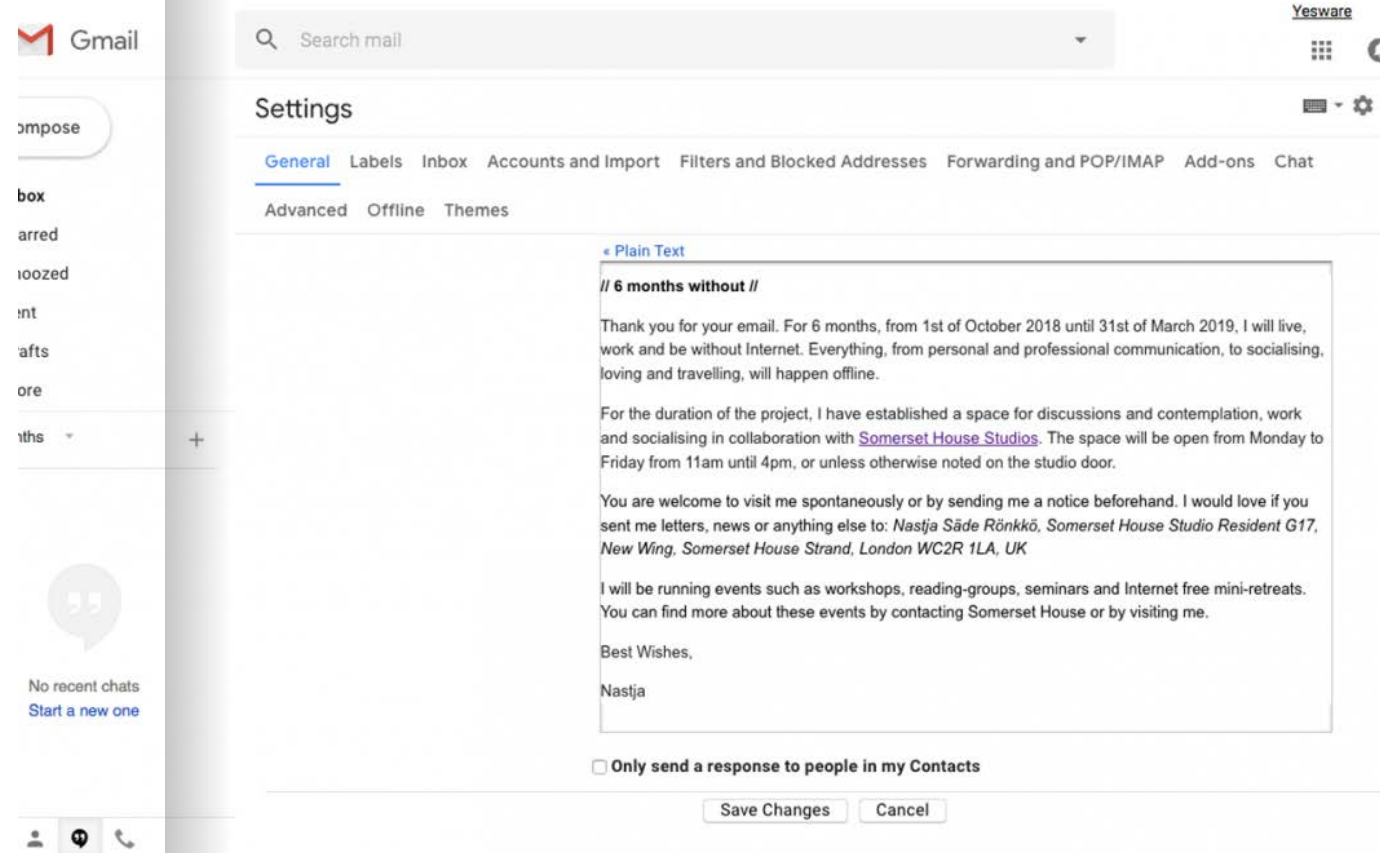 Yesware
Gmail
Search mail
Settings
ompose
General Labels Inbox Accounts and Import Filters and Blocked Addresses Forwarding and POP/IMAP Add-ons Chat
box
Advanced Offline Themes
arred
oozed
ent
afts
ore
nths
« Plain Text
// 6 months without //
Thank you for your email. For 6 months, from 1st of October 2018 until 31st of March 2019, I will live,
work and be without Internet. Everything, from personal and professional communication, to socialising,
loving and travelling, will happen offline.
For the duration of the project, I have established a space for discussions and contemplation, work
and socialising in collaboration with Somerset House Studios. The space will be open from Monday to
Friday from 11am until 4pm, or unless otherwise noted on the studio door.
You are welcome to visit me spontaneously or by sending me a notice beforehand. I would love if you
sent me letters, news or anything else to: Nastja Säde Rönkkö, Somerset House Studio Resident G17,
New Wing, Somerset House Strand, London WC2R 1LA, UK
I will be running events such as workshops, reading-groups, seminars and Internet free mini-retreats.
You can find more about these events by contacting Somerset House or by visiting me.
Best Wishes,
Nastja
No recent chats
Start a new one
Only send a response to people in my Contacts
Save Changes Cancel